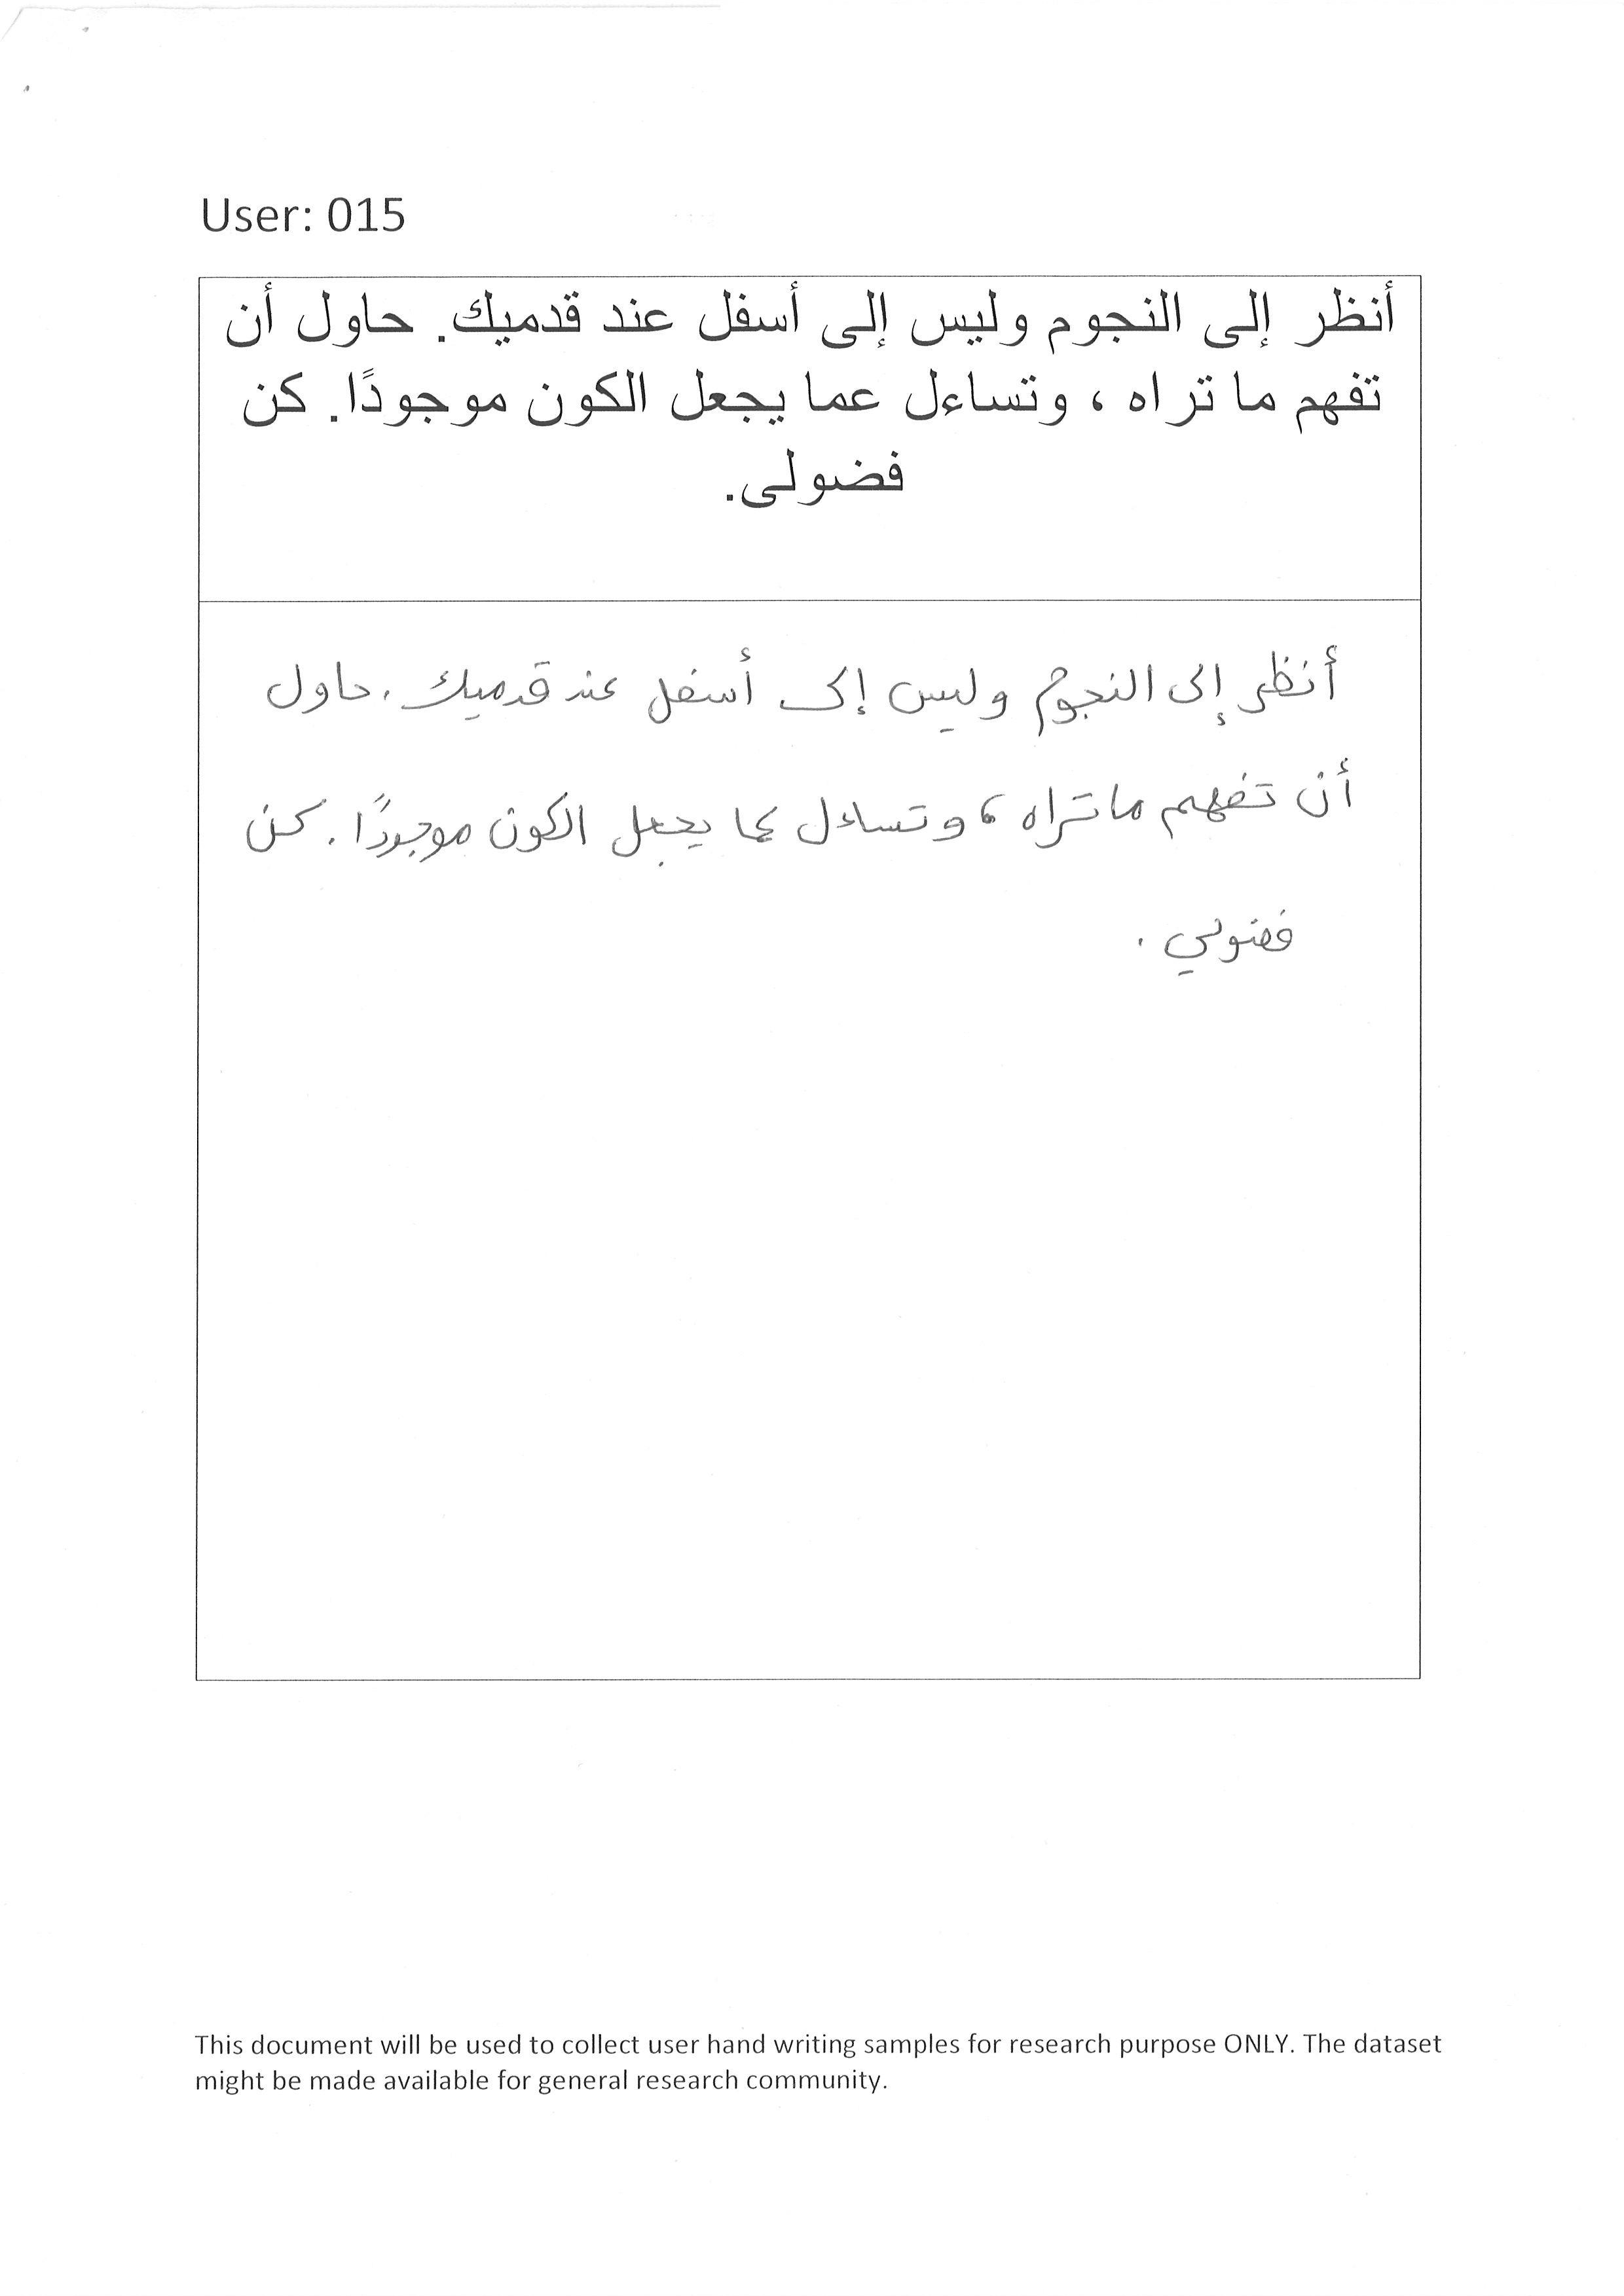 User: 015
أنظر إلى النجوم وليس إلى أسفل عند قدميك. حاول أن
تفهم ما تراه ، وتساءل عما يجعل الكون موجودًا. كن
فضولى.
أنظر إلى النجوم وليس إلى أسفل عند قدميك . حاول
أن تفهم ما تراه ، وتساءل عما يجعل الكون موجودًا . كن
فضولي .
This document will be used to collect user hand writing samples for research purpose ONLY. The dataset
might be made available for general research community.